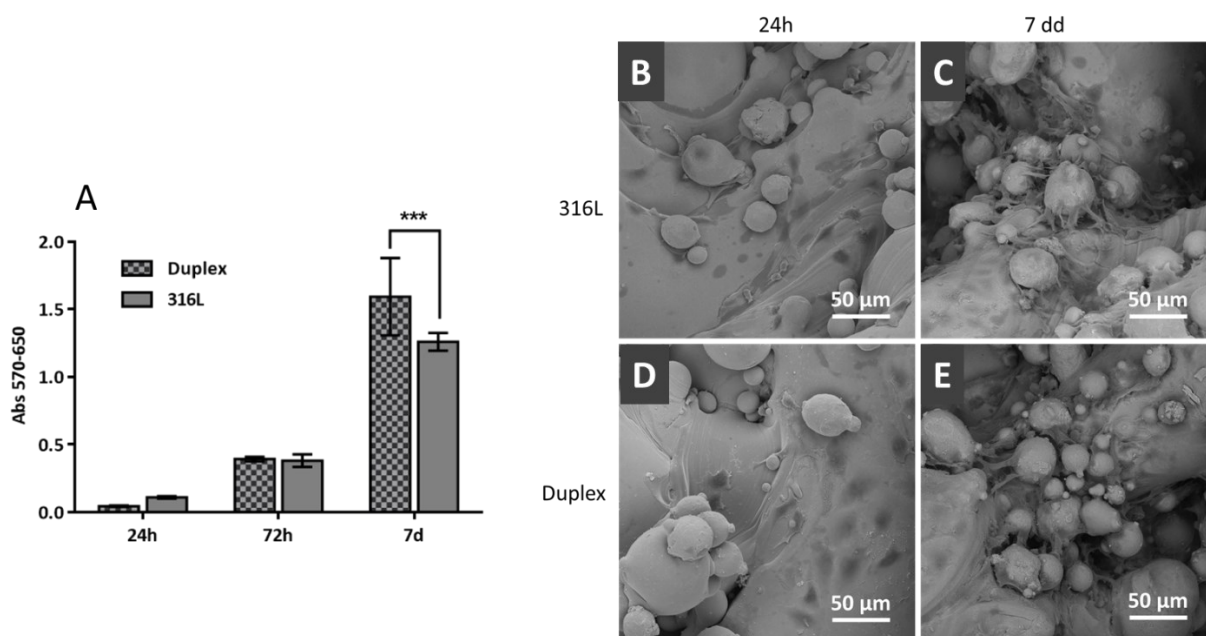 A
***
2.0
1.5
1.0
0.5
0.0
Abs 570-650
Duplex
316L
24h 72h 7d
24h 7 dd
316L
Duplex
B
50 µm
C
50 µm
D
50 µm
E
50 µm